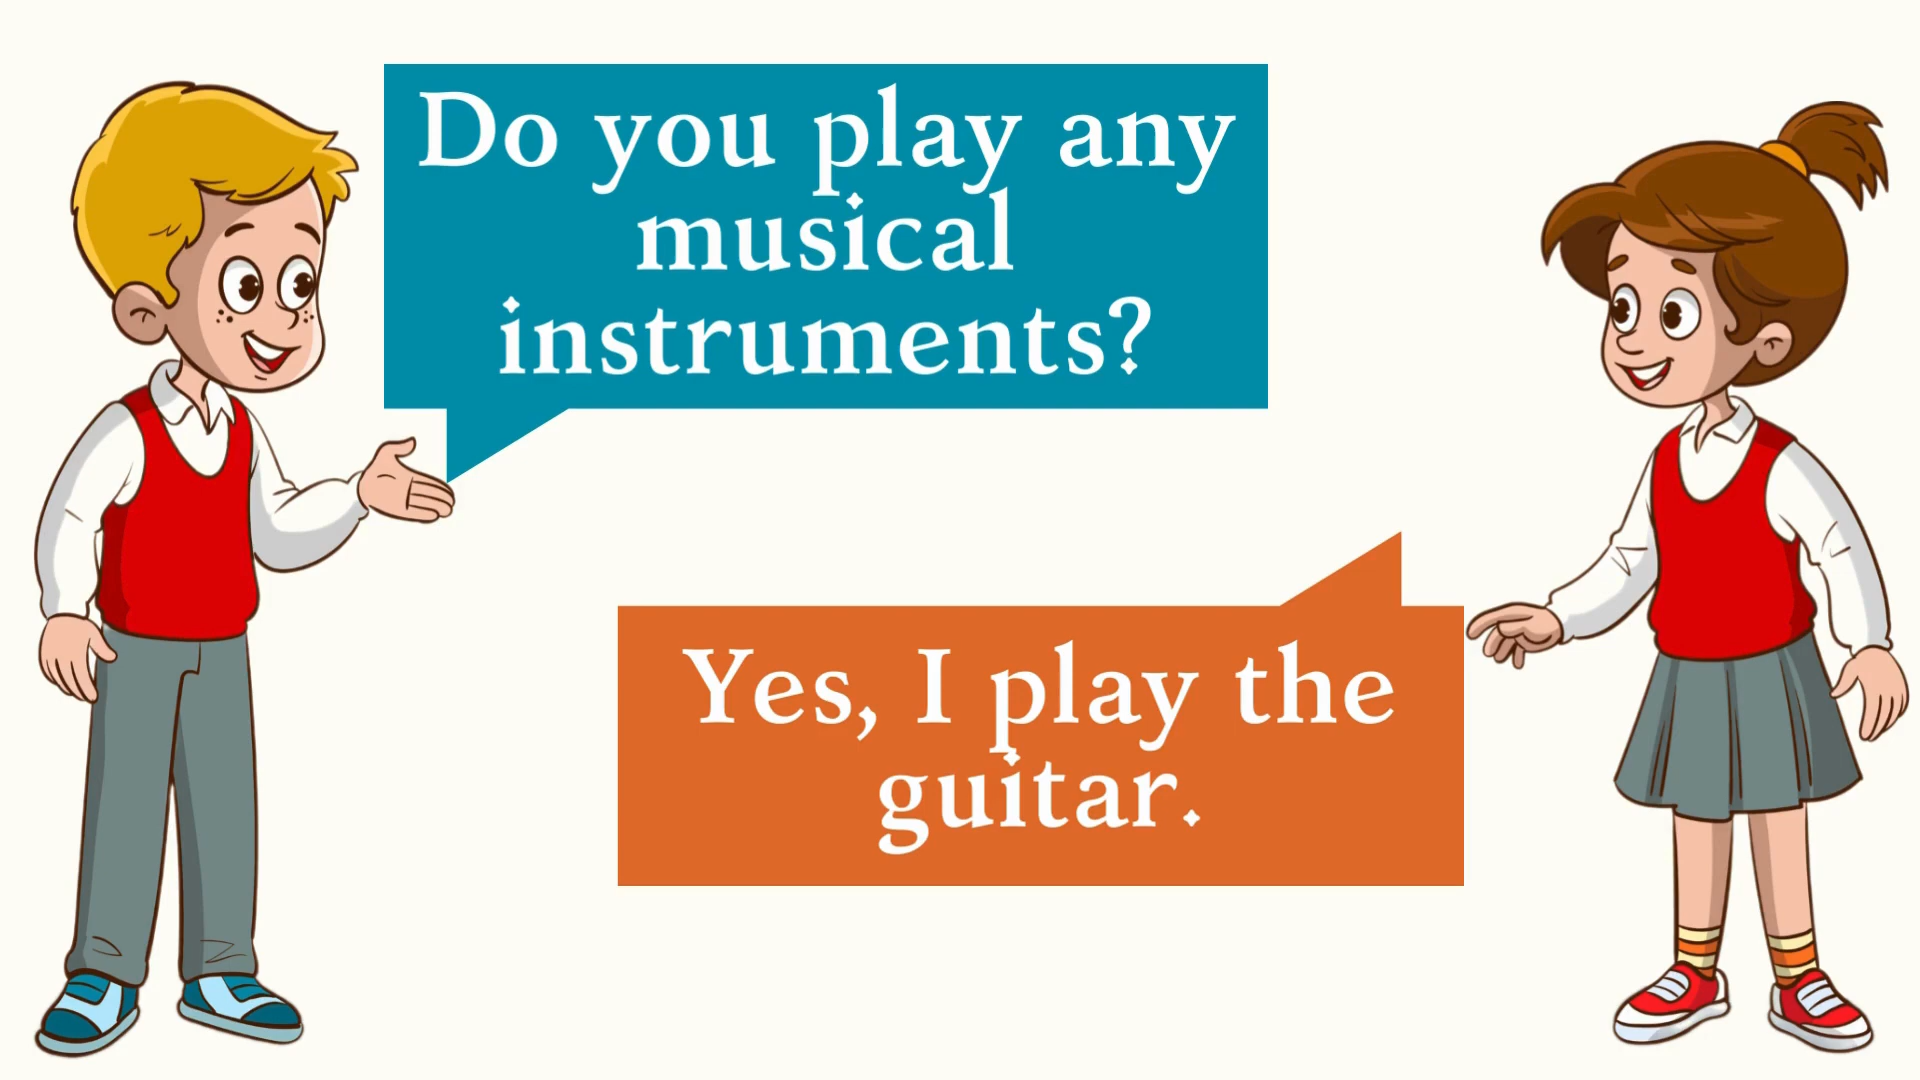 Do you play any
musical
instruments?
Yes, I play the
guitar.